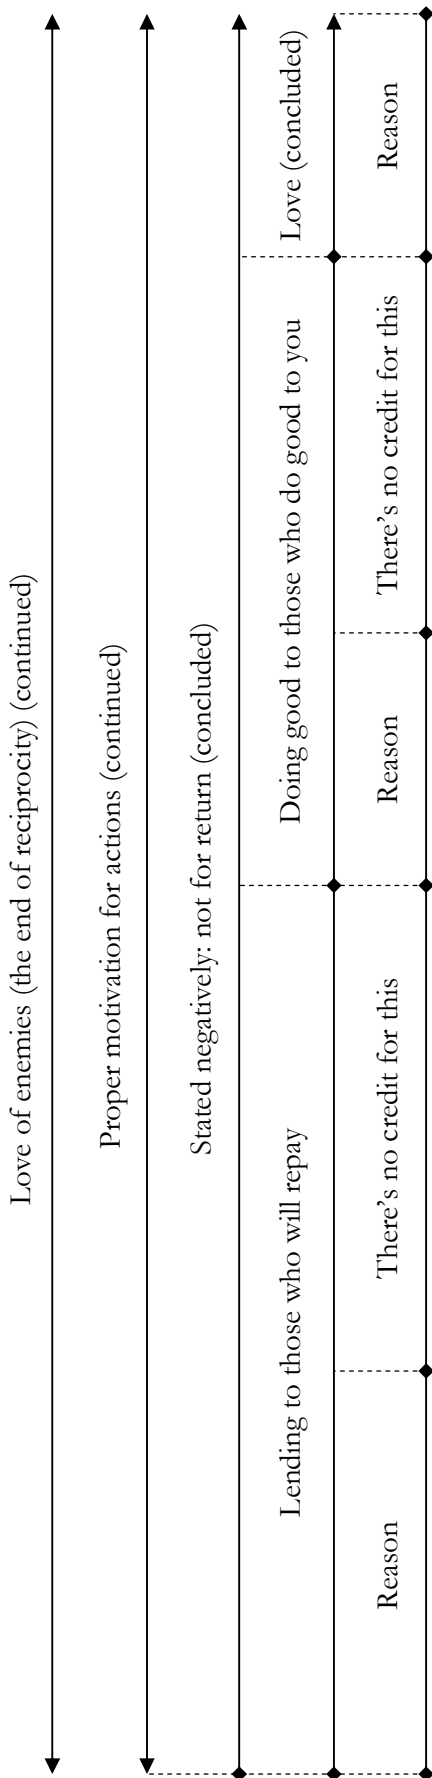 Love of enemies (the end of reciprocity) (continued)
Proper motivation for actions (continued)
Stated negatively: not for return (concluded)
Lending to those who will repay
Doing good to those who do good to you
Love (concluded)
Reason
There’s no credit for this
Reason
There’s no credit for this
Reason